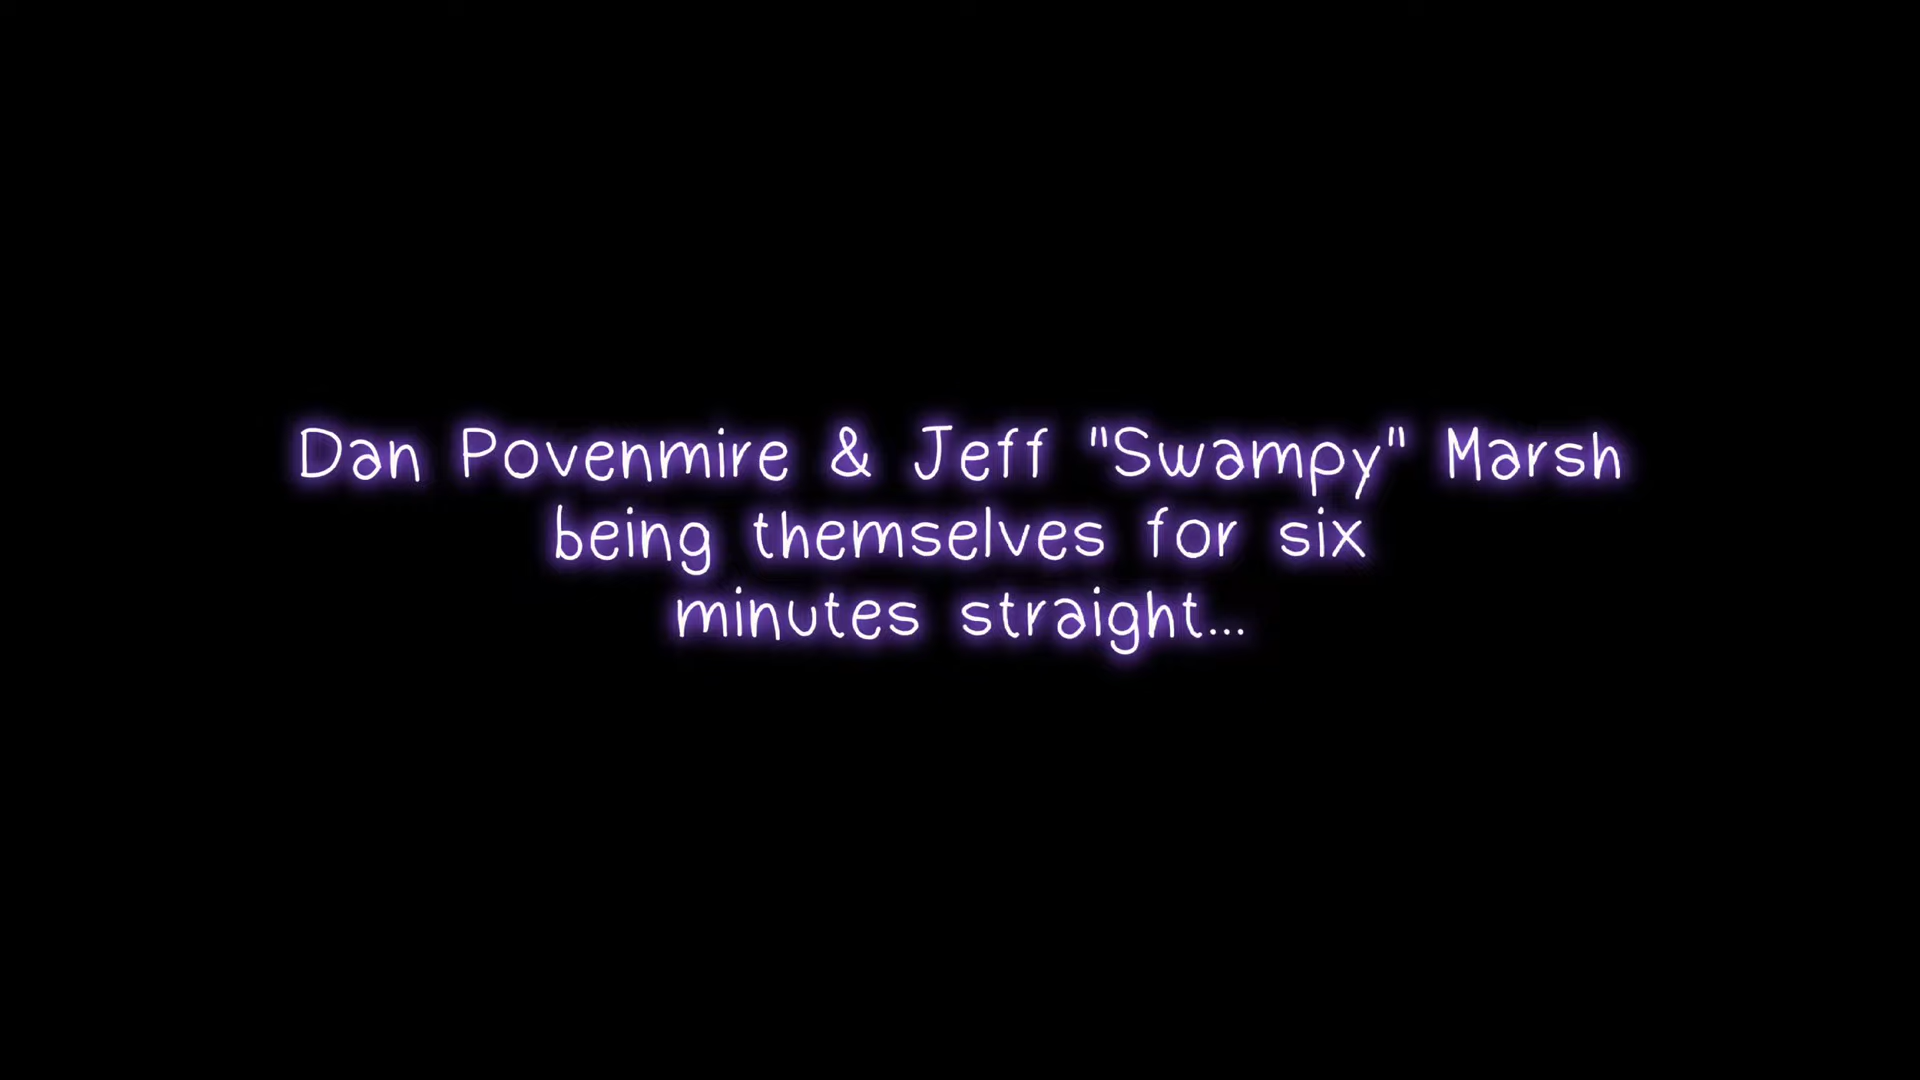 Dan Povenmire & Jeff "Swampy" Marsh
being themselves for six
minutes straight...